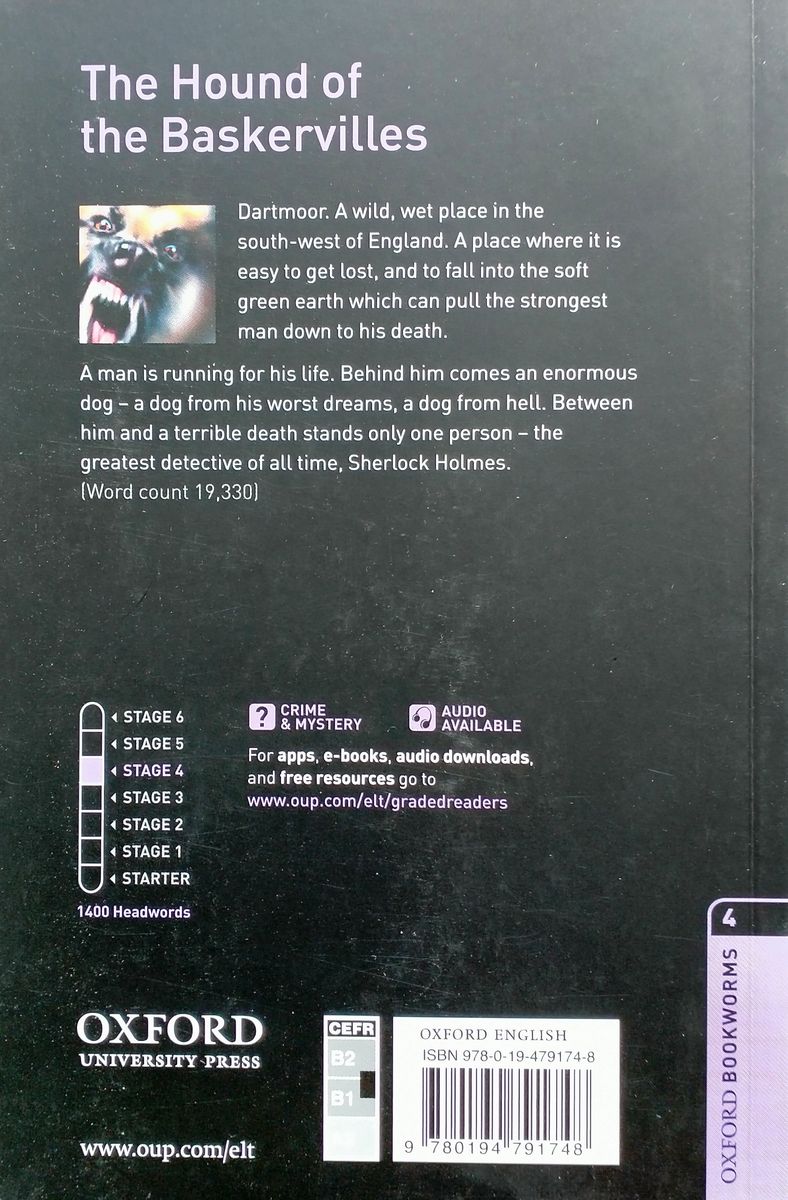 The Hound of
the Baskervilles
Dartmoor. A wild, wet place in the
south-west of England. A place where it is
easy to get lost, and to fall into the soft
green earth which can pull the strongest
man down to his death.
A man is running for his life. Behind him comes an enormous
dog – a dog from his worst dreams, a dog from hell. Between
him and a terrible death stands only one person – the
greatest detective of all time, Sherlock Holmes.
(Word count 19,330)
STAGE 6
STAGE 5
STAGE 4
STAGE 3
STAGE 2
STAGE 1
STARTER
1400 Headwords
? CRIME
& MYSTERY
AUDIO
AVAILABLE
For apps, e-books, audio downloads,
and free resources go to
www.oup.com/elt/gradedreaders
OXFORD
UNIVERSITY PRESS
www.oup.com/elt
CEFR
B2
B1
OXFORD ENGLISH
ISBN 978-0-19-479174-8
9 780194 791748
4
OXFORD BOOKWORMS